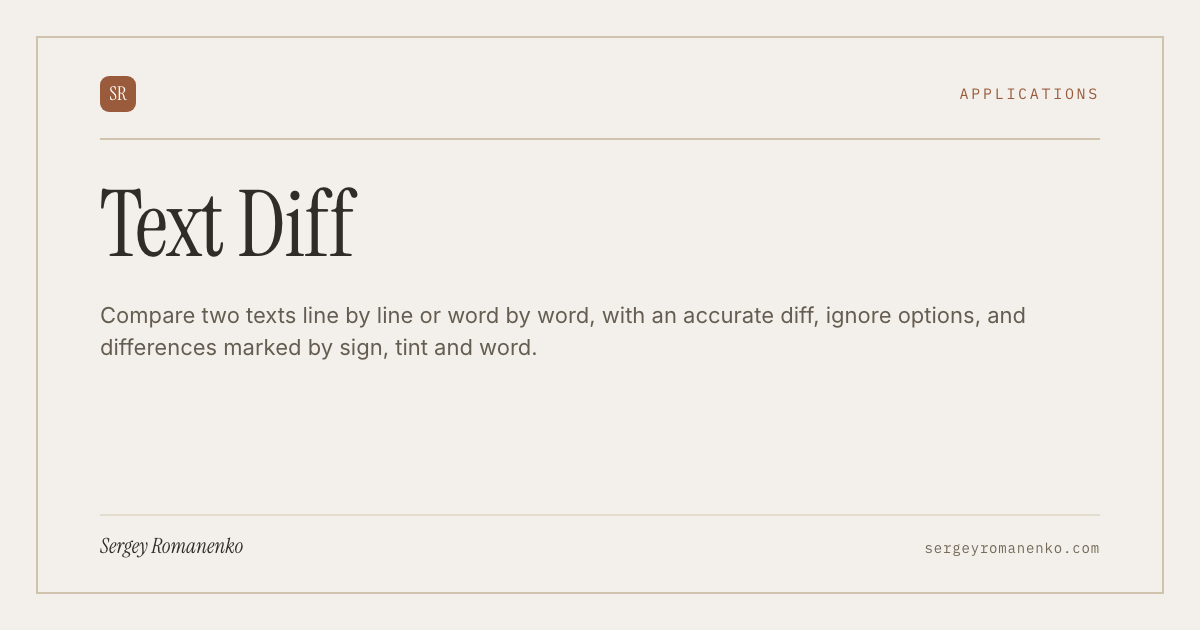 SR
APPLICATIONS
Text Diff
Compare two texts line by line or word by word, with an accurate diff, ignore options, and
differences marked by sign, tint and word.
Sergey Romanenko
sergeyromanenko.com